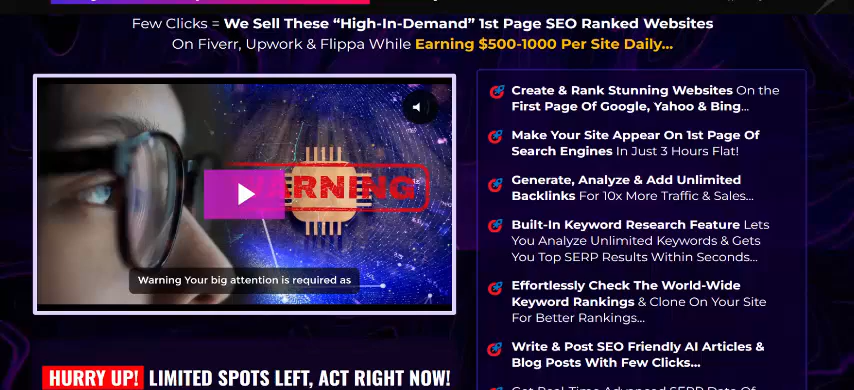 Few Clicks = We Sell These “High-In-Demand” 1st Page SEO Ranked Websites
On Fiverr, Upwork & Flippa While Earning $500-1000 Per Site Daily...
WARNING
Warning Your big attention is required as
HURRY UP! LIMITED SPOTS LEFT, ACT RIGHT NOW!
Create & Rank Stunning Websites On the
First Page Of Google, Yahoo & Bing...
Make Your Site Appear On 1st Page Of
Search Engines In Just 3 Hours Flat!
Generate, Analyze & Add Unlimited
Backlinks For 10x More Traffic & Sales...
Built-In Keyword Research Feature Lets
You Analyze Unlimited Keywords & Gets
You Top SERP Results Within Seconds...
Effortlessly Check The World-Wide
Keyword Rankings & Clone On Your Site
For Better Rankings...
Write & Post SEO Friendly AI Articles &
Blog Posts With Few Clicks...